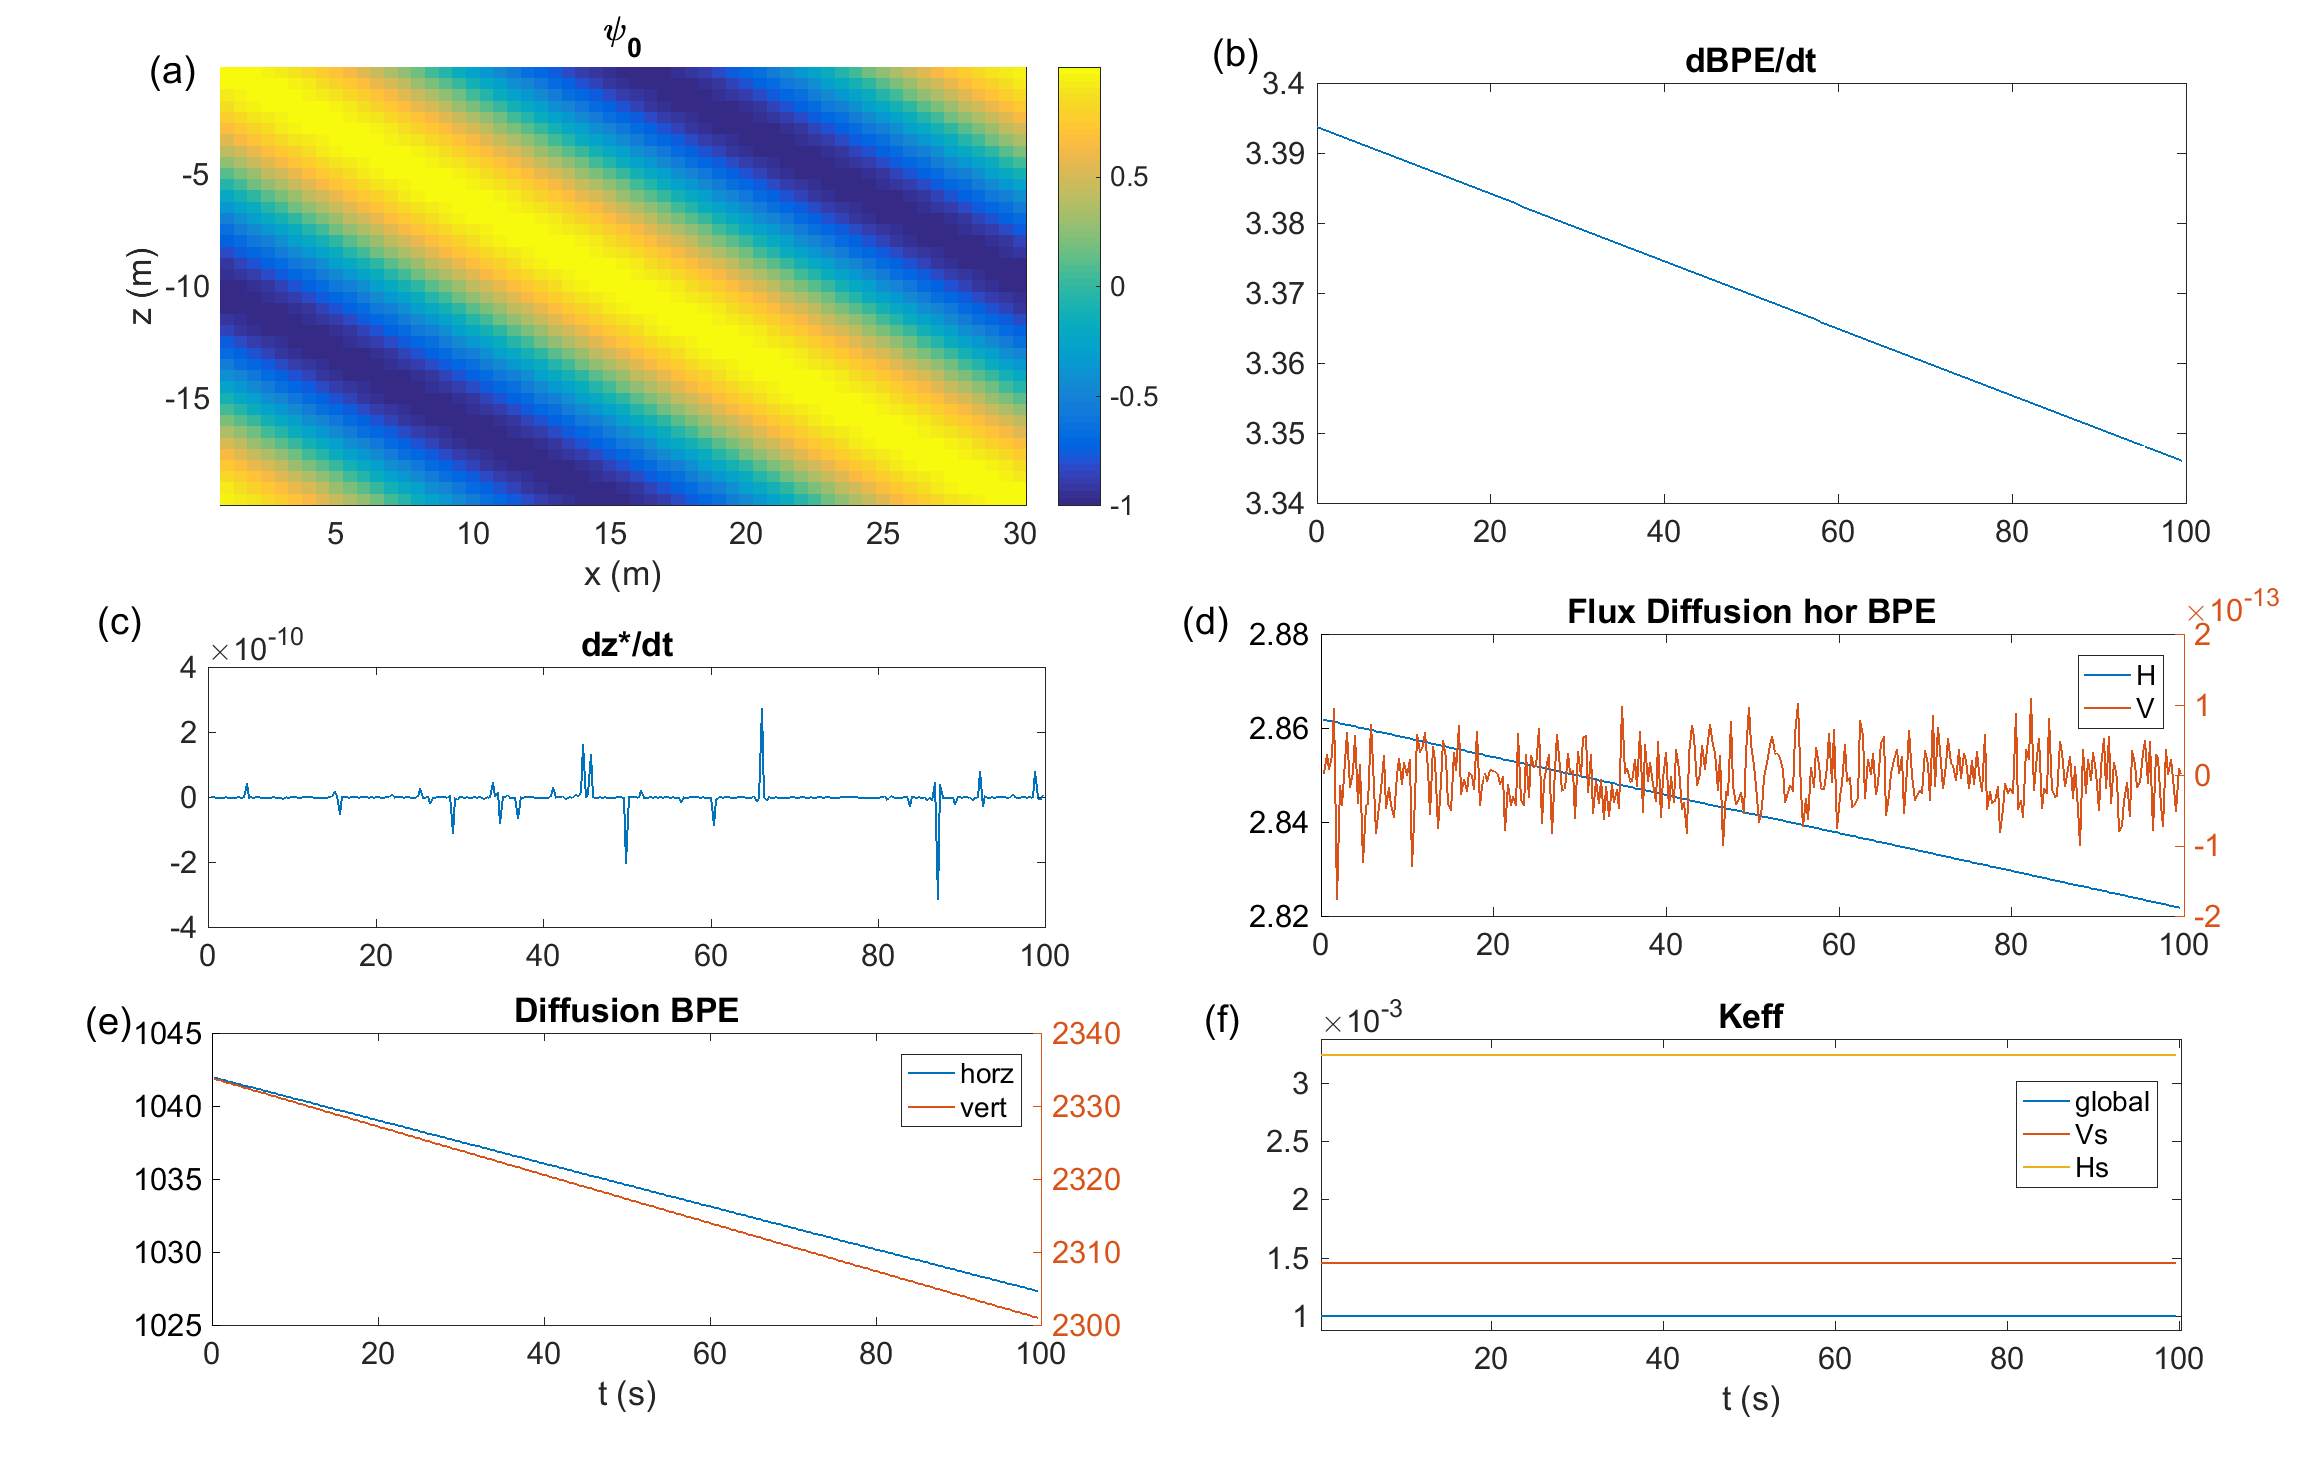 (a)
ψ0
-5
-10
-15
z (m)
5 10 15 20 25 30
x (m)
0.5
0
-0.5
-1
(b)
dBPE/dt
3.4
3.39
3.38
3.37
3.36
3.35
3.34
0 20 40 60 80 100
(c)
×10-10
dz*/dt
4
2
0
-2
-4
0 20 40 60 80 100
(d)
Flux Diffusion hor BPE
×10-13
2.88
2.86
2.84
2.82
2
1
0
-1
-2
H
V
0 20 40 60 80 100
(e)
Diffusion BPE
1045
1040
1035
1030
1025
2340
2330
2320
2310
2300
horz
vert
0 20 40 60 80 100
t (s)
(f)
×10-3
Keff
3
2.5
2
1.5
1
global
Vs
Hs
20 40 60 80 100
t (s)